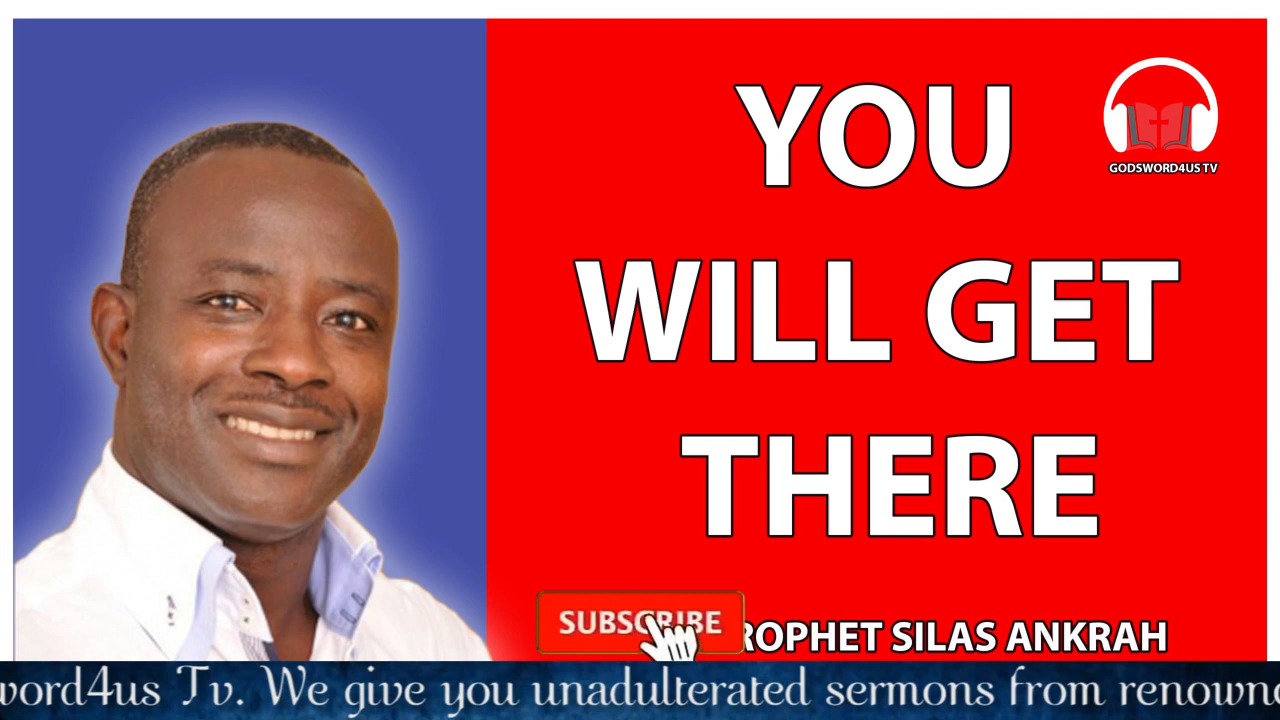 YOU
WILL GET
THERE
GODSWORD4US TV
SUBSCRIBE
ROPHET SILAS ANKRAH
word4us Tv. We give you unadulterated sermons from renown